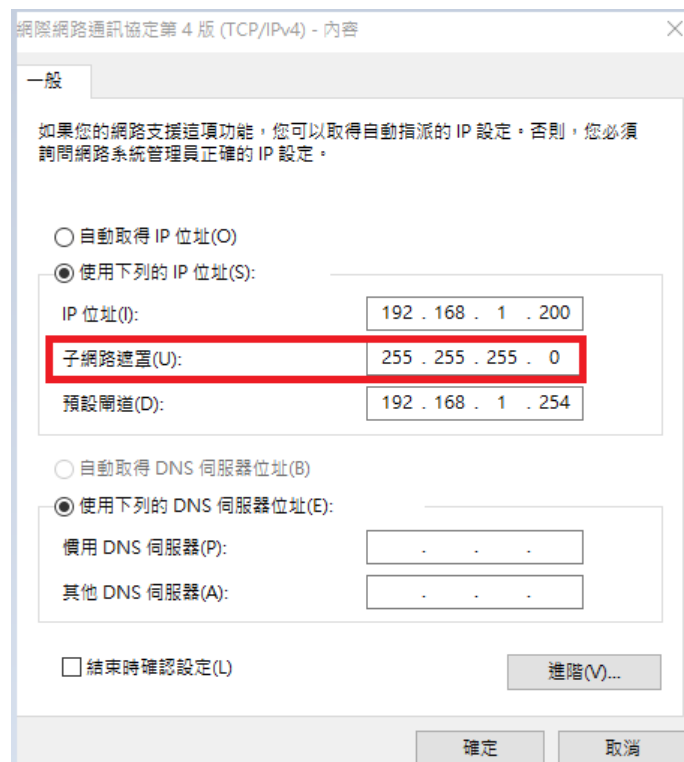 網際網路通訊協定第 4 版 (TCP/IPv4) - 內容
一般
如果您的網路支援這項功能，您可以取得自動指派的 IP 設定。否則，您必須
詢問網路系統管理員正確的 IP 設定。
自動取得 IP 位址(O)
使用下列的 IP 位址(S):
IP 位址(I): 192 . 168 . 1 . 200
子網路遮罩(U): 255 . 255 . 255 . 0
預設閘道(D): 192 . 168 . 1 . 254
自動取得 DNS 伺服器位址(B)
使用下列的 DNS 伺服器位址(E):
慣用 DNS 伺服器(P): . . .
其他 DNS 伺服器(A): . . .
結束時確認設定(L)
進階(V)...
確定 取消